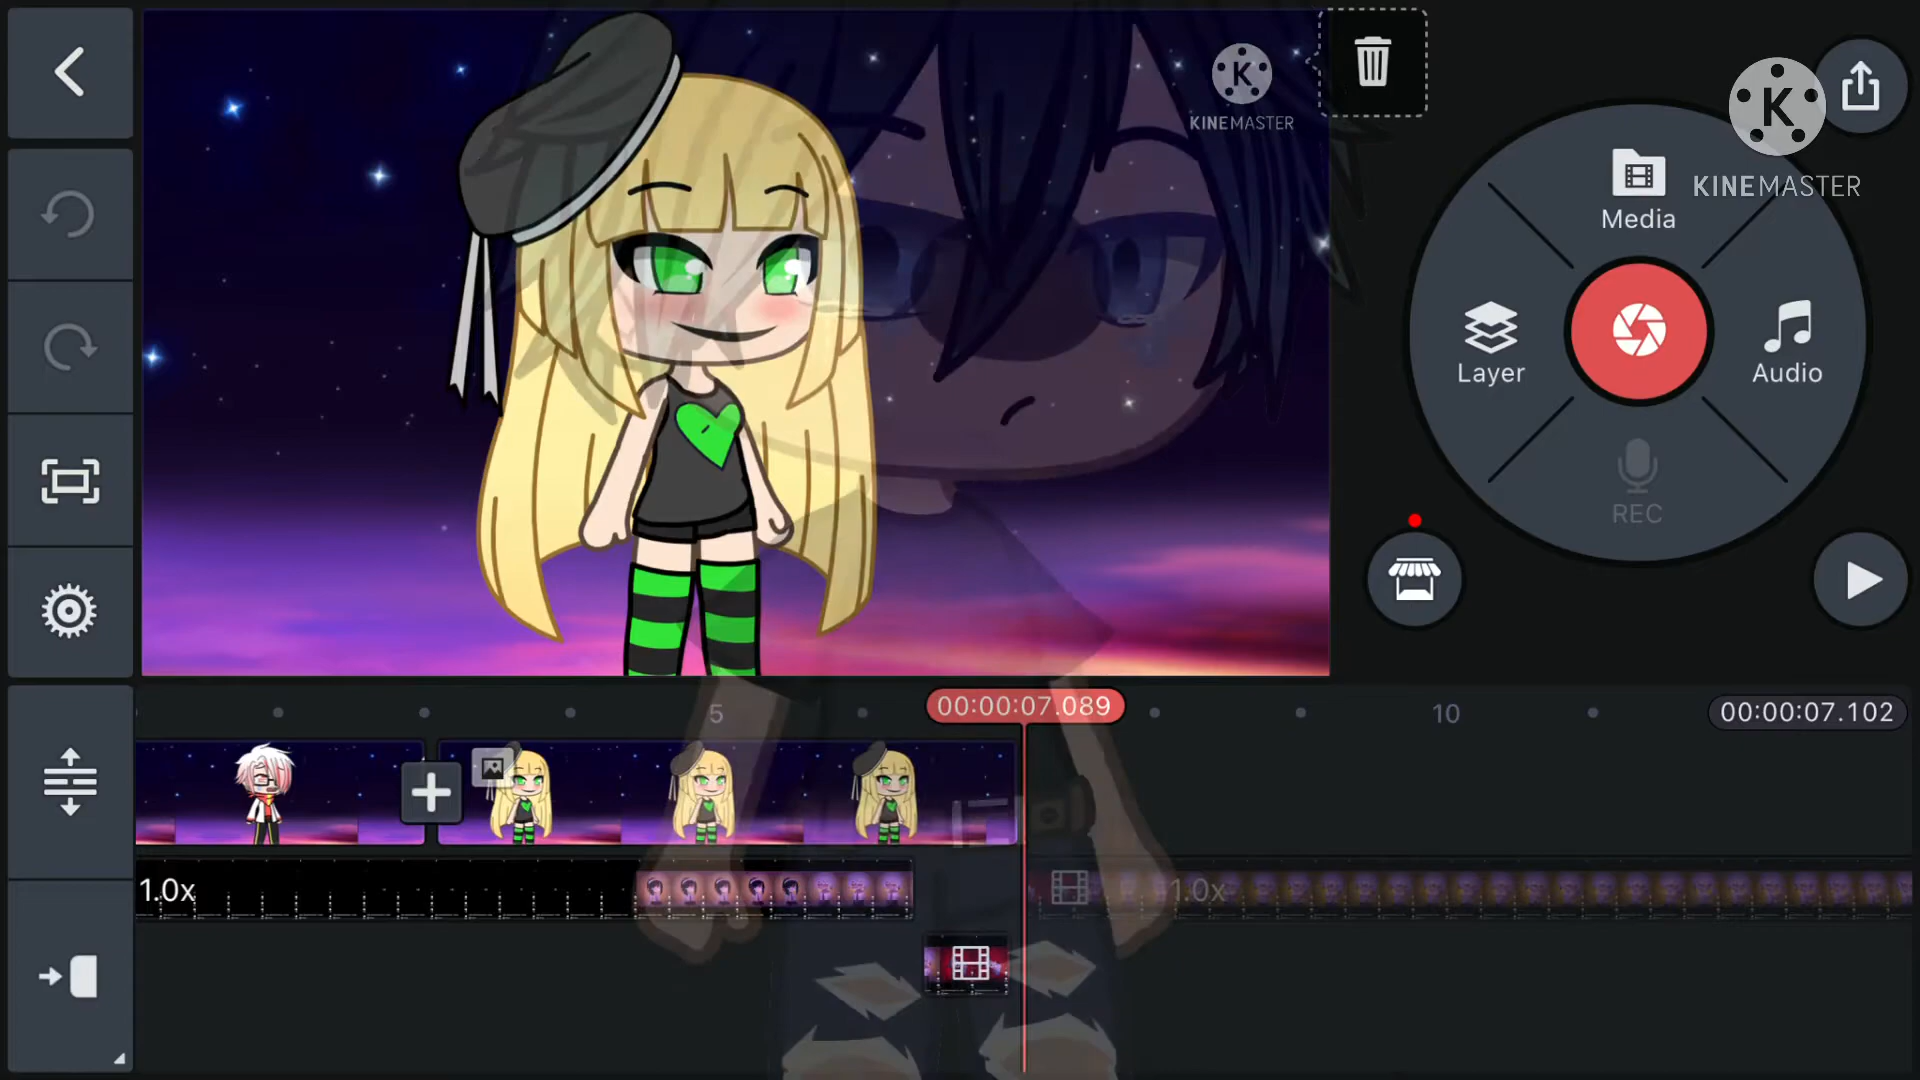 K
KINEMASTER
K
KINEMASTER
Media
Layer
Audio
REC
5
00:00:07.089
10
00:00:07.102
1.0x
1.0x